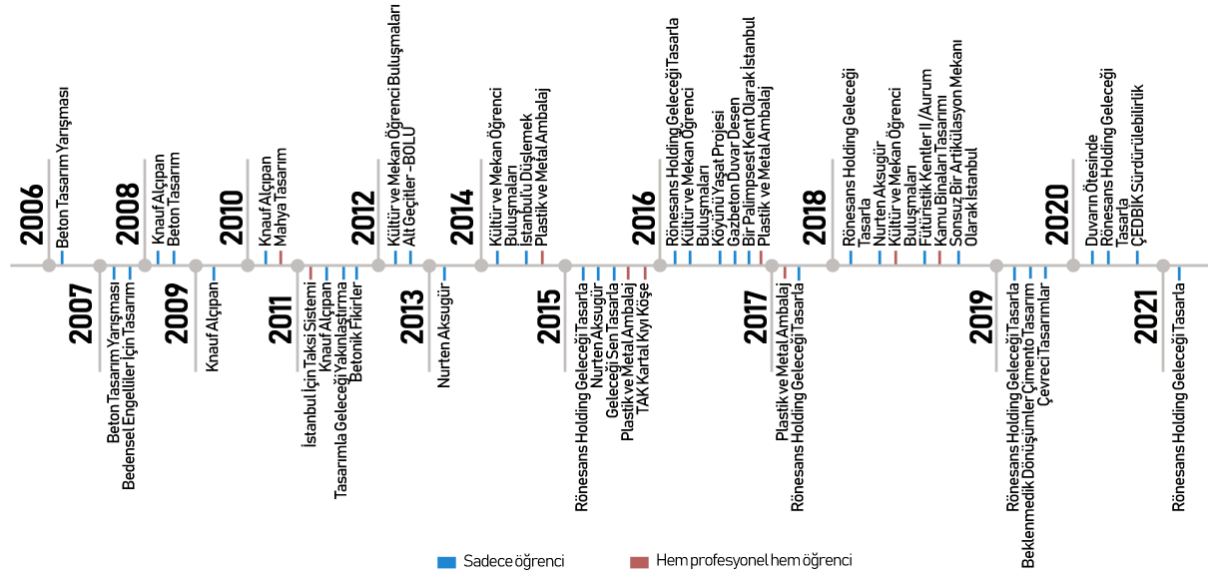 2006
Beton Tasarım Yarışması
2007
Beton Tasarım Yarışması
Bedensel Engelliler İçin Tasarım
2008
Knauf Alçıpan
Beton Tasarım
2009
Knauf Alçıpan
2010
Knauf Alçıpan
Mahya Tasarım
2011
İstanbul İçin Taksi Sistemi
Knauf Alçıpan
Tasarımla Geleceği Yakınlaştırma
Betonik Fikirler
2012
Kültür ve Mekan Öğrenci Buluşmaları
Alt Geçitler -BOLU
2013
Nurten Aksugür
2014
Kültür ve Mekan Öğrenci
Buluşmaları
İstanbul'u Düşlemek
Plastik ve Metal Ambalaj
2015
Rönesans Holding Geleceği Tasarla
Nurten Aksugür
Geleceği Sen Tasarla
Plastik ve Metal Ambalaj
TAK Kartal Kıyı Köşe
2016
Rönesans Holding Geleceği Tasarla
Kültür ve Mekan Öğrenci
Buluşmaları
Köyünü Yaşat Projesi
Gazbeton Duvar Desen
Bir Palimpsest Kent Olarak İstanbul
Plastik ve Metal Ambalaj
2017
Plastik ve Metal Ambalaj
Rönesans Holding Geleceği Tasarla
2018
Rönesans Holding Geleceği
Tasarla
Nurten Aksugür
Kültür ve Mekan Öğrenci
Buluşmaları
Fütüristik Kentler II /Aurum
Kamu Binaları Tasarımı
Sonsuz Bir Artikülasyon Mekanı
Olarak İstanbul
2019
Rönesans Holding Geleceği Tasarla
Beklenmedik Dönüşümler Çimento Tasarım
Çevreci Tasarımlar
2020
Duvarın Ötesinde
Rönesans Holding Geleceği
Tasarla
ÇEDBİK Sürdürülebilirlik
2021
Rönesans Holding Geleceği Tasarla
Sadece öğrenci
Hem profesyonel hem öğrenci